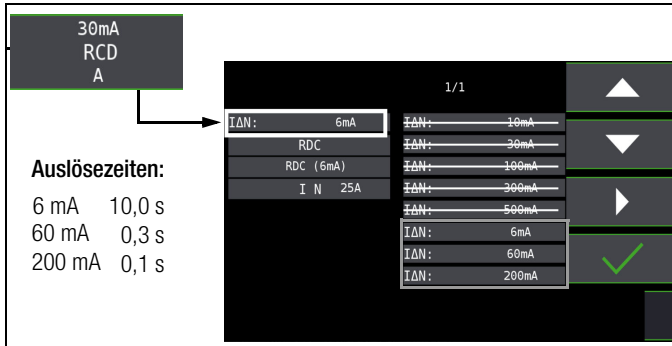 30mA
RCD
A
1/1
IΔN: 6mA
RDC
RDC (6mA)
I N 25A
IΔN: 10mA
IΔN: 30mA
IΔN: 100mA
IΔN: 300mA
IΔN: 500mA
IΔN: 6mA
IΔN: 60mA
IΔN: 200mA
Auslösezeiten:
6 mA 10,0 s
60 mA 0,3 s
200 mA 0,1 s